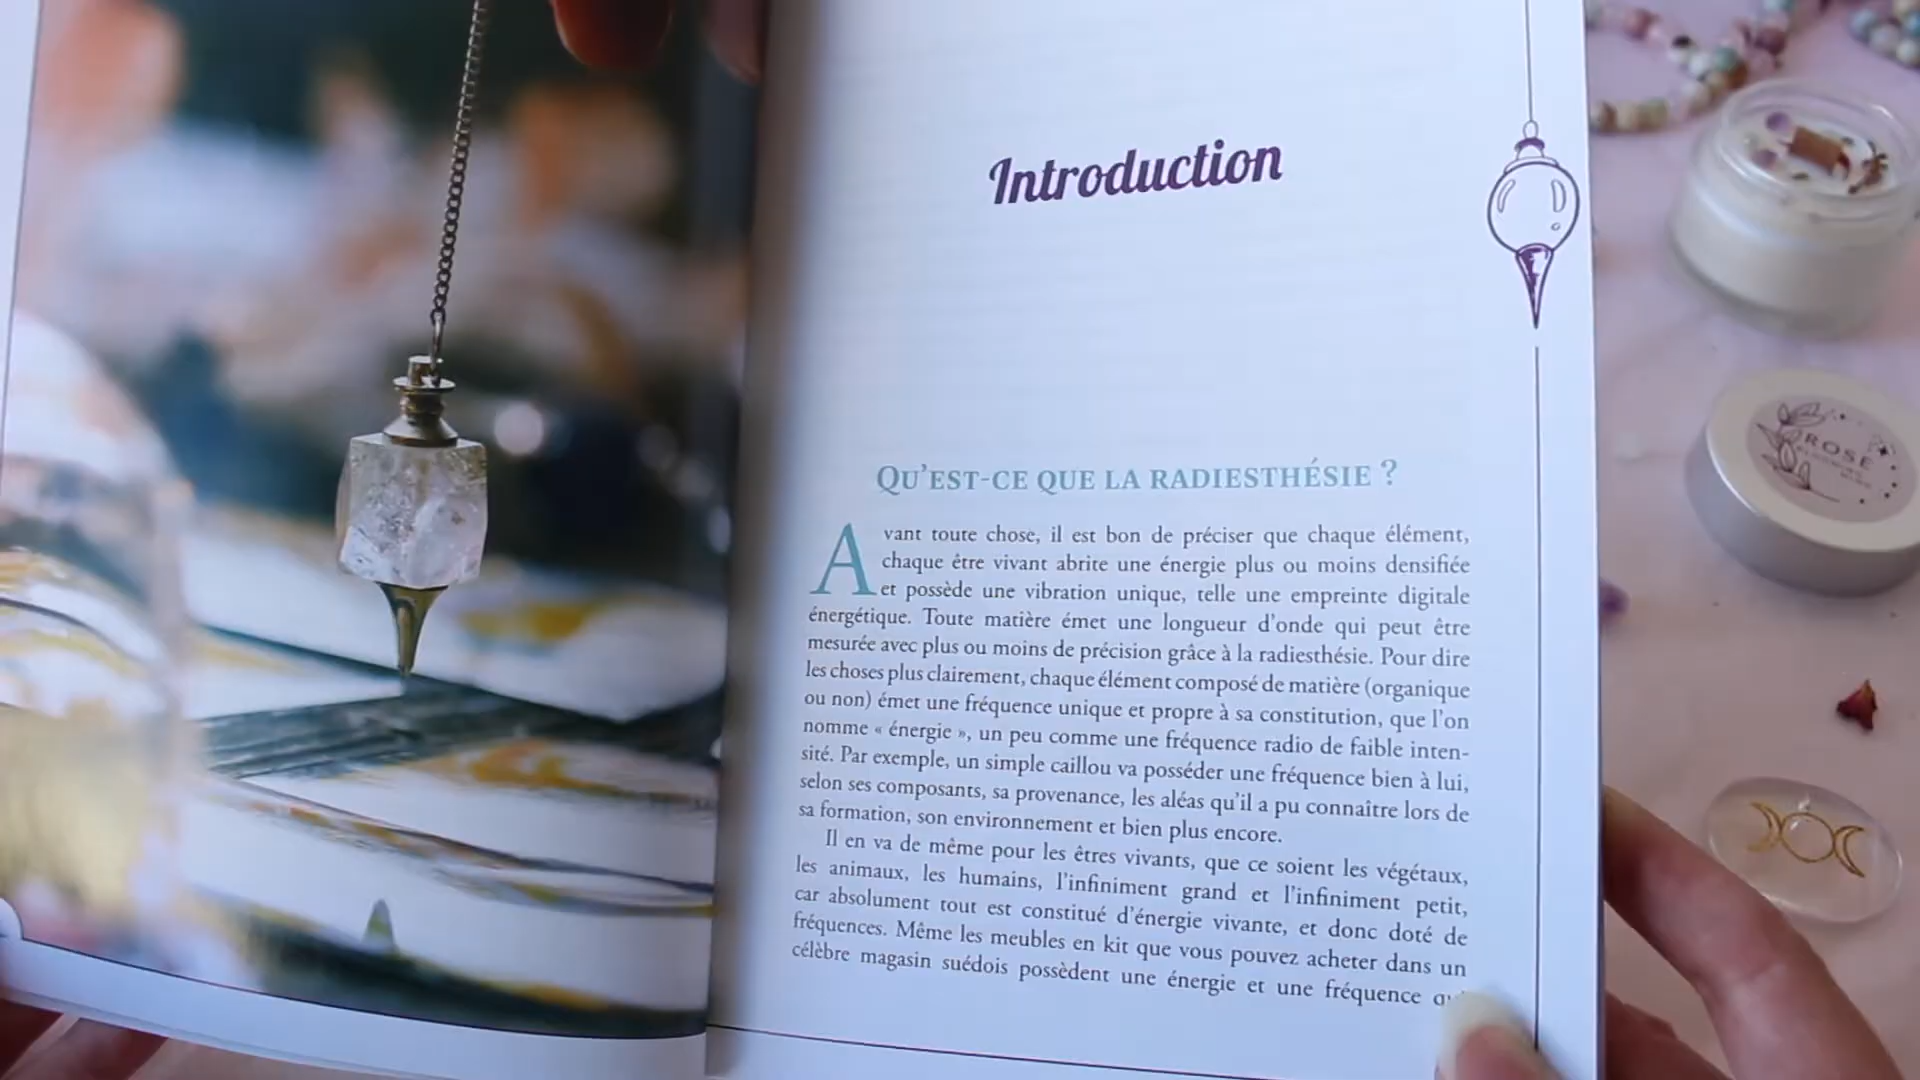 Introduction
QU'EST-CE QUE LA RADIESTHÉSIE ?
Avant toute chose, il est bon de préciser que chaque élément,
chaque être vivant abrite une énergie plus ou moins densifiée
et possède une vibration unique, telle une empreinte digitale
énergétique. Toute matière émet une longueur d'onde qui peut être
mesurée avec plus ou moins de précision grâce à la radiesthésie. Pour dire
les choses plus clairement, chaque élément composé de matière (organique
ou non) émet une fréquence unique et propre à sa constitution, que l'on
nomme « énergie », un peu comme une fréquence radio de faible inten-
sité. Par exemple, un simple caillou va posséder une fréquence bien à lui,
selon ses composants, sa provenance, les aléas qu'il a pu connaître lors de
sa formation, son environnement et bien plus encore.
Il en va de même pour les êtres vivants, que ce soient les végétaux,
les animaux, les humains, l'infiniment grand et l'infiniment petit,
car absolument tout est constitué d'énergie vivante, et donc doté de
fréquences. Même les meubles en kit que vous pouvez acheter dans un
célèbre magasin suédois possèdent une énergie et une fréquence
ROSE